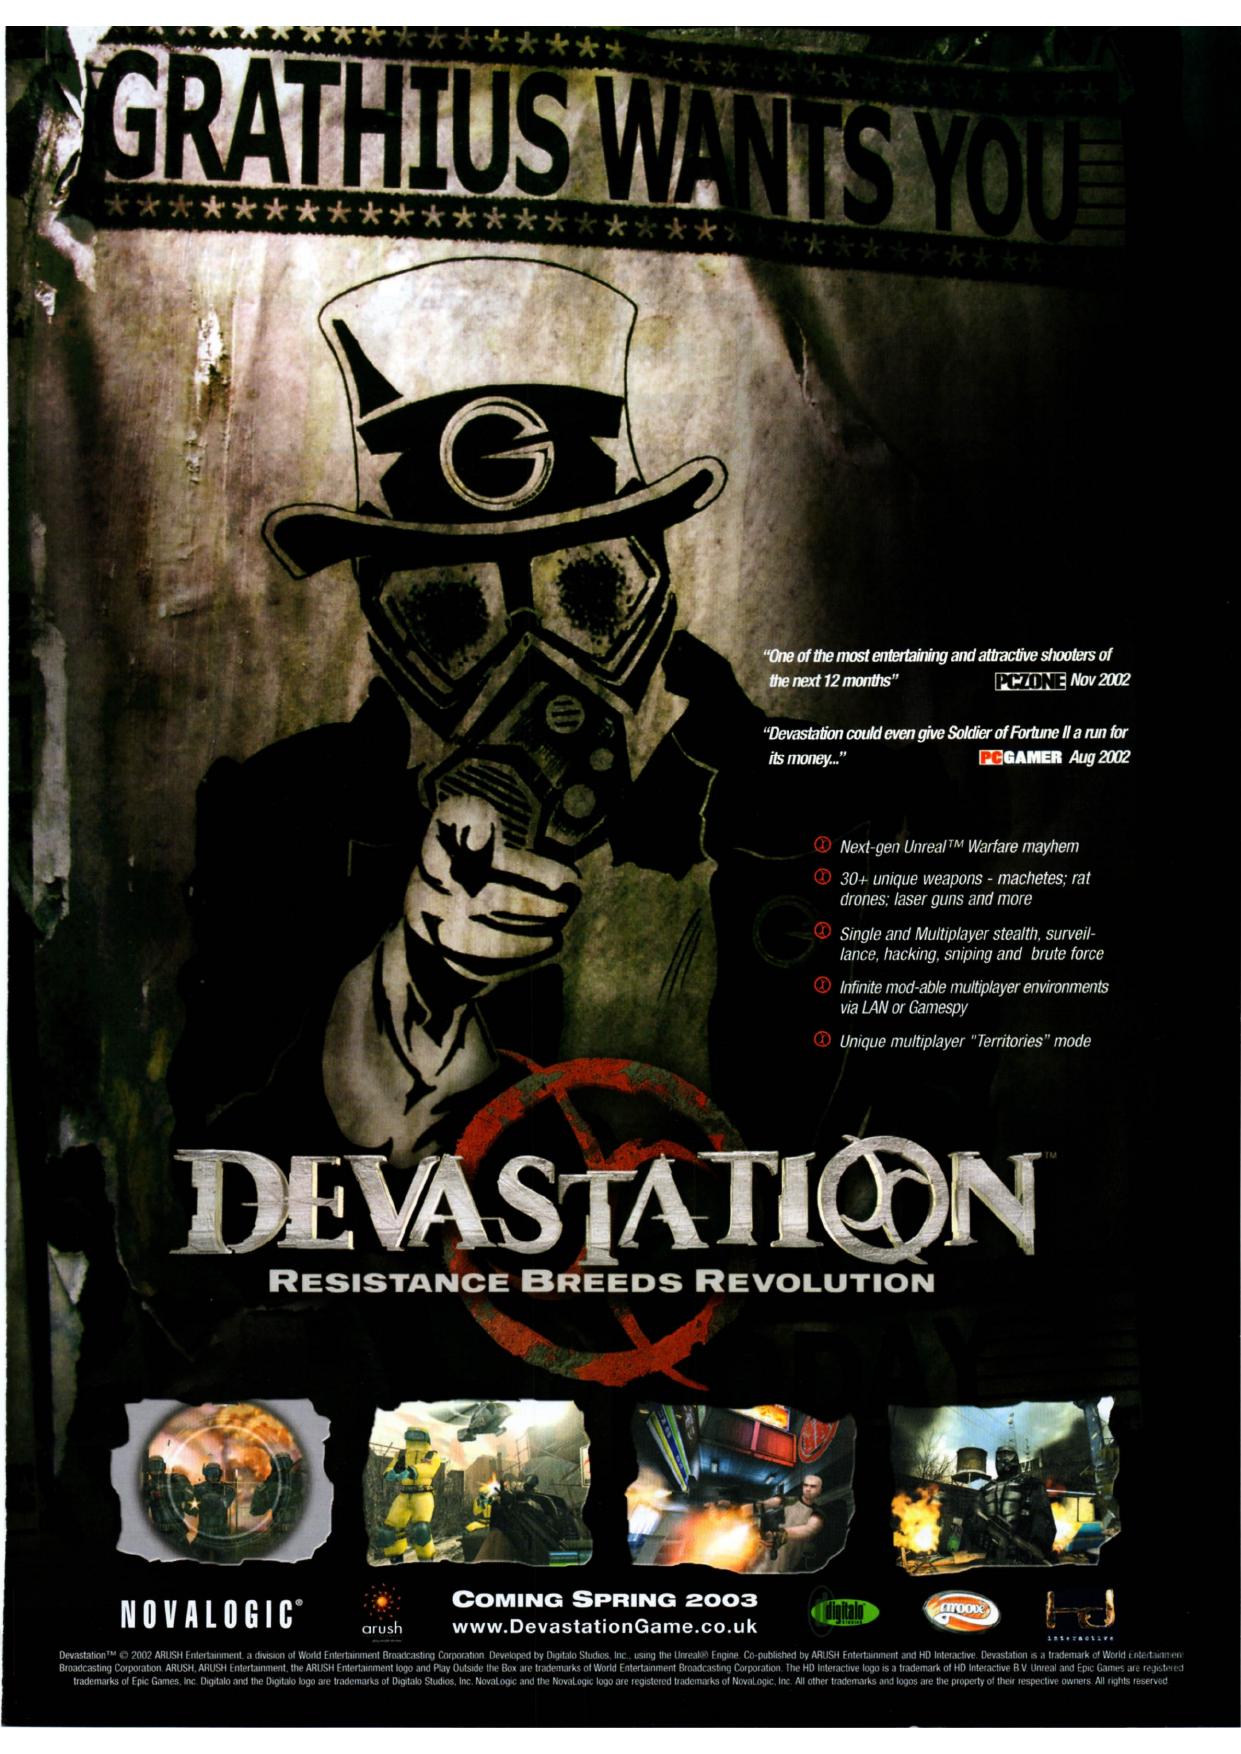 GRATHIUS WANTS YOU
"One of the most entertaining and attractive shooters of
the next 12 months"
PCZONE Nov 2002
"Devastation could even give Soldier of Fortune II a run for
its money..."
PCGAMER Aug 2002
Next-gen Unreal™ Warfare mayhem
30+ unique weapons - machetes; rat
drones; laser guns and more
Single and Multiplayer stealth, surveil-
lance, hacking, sniping and brute force
Infinite mod-able multiplayer environments
via LAN or Gamespy
Unique multiplayer "Territories" mode
DEVASTATION™
RESISTANCE BREEDS REVOLUTION
DAY
NOVALOGIC®
arush
COMING SPRING 2003
www.DevastationGame.co.uk
digitalo
groove
HD
interactive
Devastation™ © 2002 ARUSH Entertainment, a division of World Entertainment Broadcasting Corporation. Developed by Digitalo Studios, Inc., using the Unreal® Engine. Co-published by ARUSH Entertainment and HD Interactive. Devastation is a trademark of World Entertainment
Broadcasting Corporation. ARUSH, ARUSH Entertainment, the ARUSH Entertainment logo and Play Outside the Box are trademarks of World Entertainment Broadcasting Corporation. The HD Interactive logo is a trademark of HD Interactive B.V. Unreal and Epic Games are registered
trademarks of Epic Games, Inc. Digitalo and the Digitalo logo are trademarks of Digitalo Studios, Inc. NovaLogic and the NovaLogic logo are registered trademarks of NovaLogic, Inc. All other trademarks and logos are the property of their respective owners. All rights reserved.